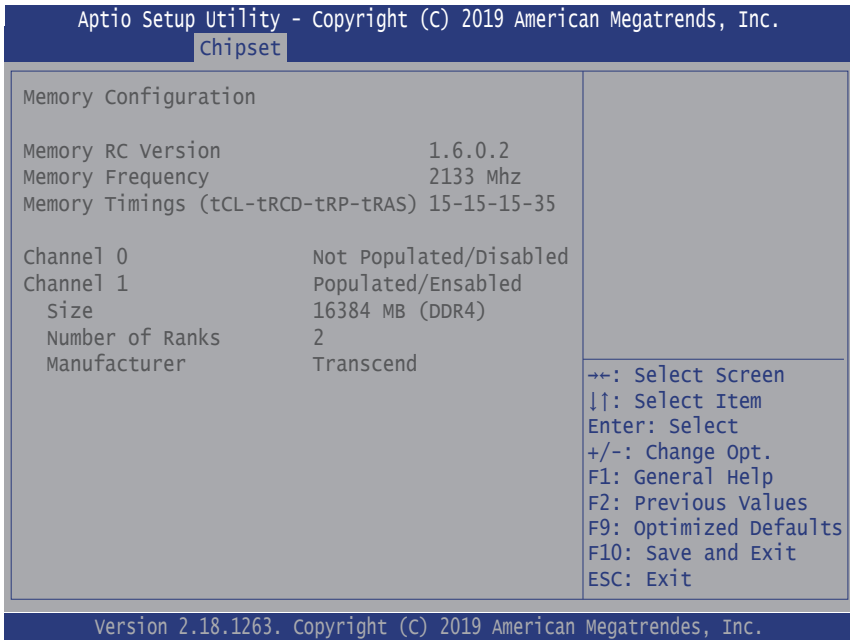 Aptio Setup Utility - Copyright (C) 2019 American Megatrends, Inc.
Chipset
Memory Configuration
Memory RC Version 1.6.0.2
Memory Frequency 2133 Mhz
Memory Timings (tCL-tRCD-tRP-tRAS) 15-15-15-35
Channel 0 Not Populated/Disabled
Channel 1 Populated/Ensabled
Size 16384 MB (DDR4)
Number of Ranks 2
Manufacturer Transcend
→←: Select Screen
↓↑: Select Item
Enter: Select
+/-: Change Opt.
F1: General Help
F2: Previous Values
F9: Optimized Defaults
F10: Save and Exit
ESC: Exit
Version 2.18.1263. Copyright (C) 2019 American Megatrendes, Inc.